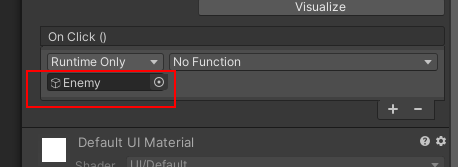 Visualize
On Click ()
Runtime Only No Function
Enemy
+ −
Default UI Material
Shader UI/Default